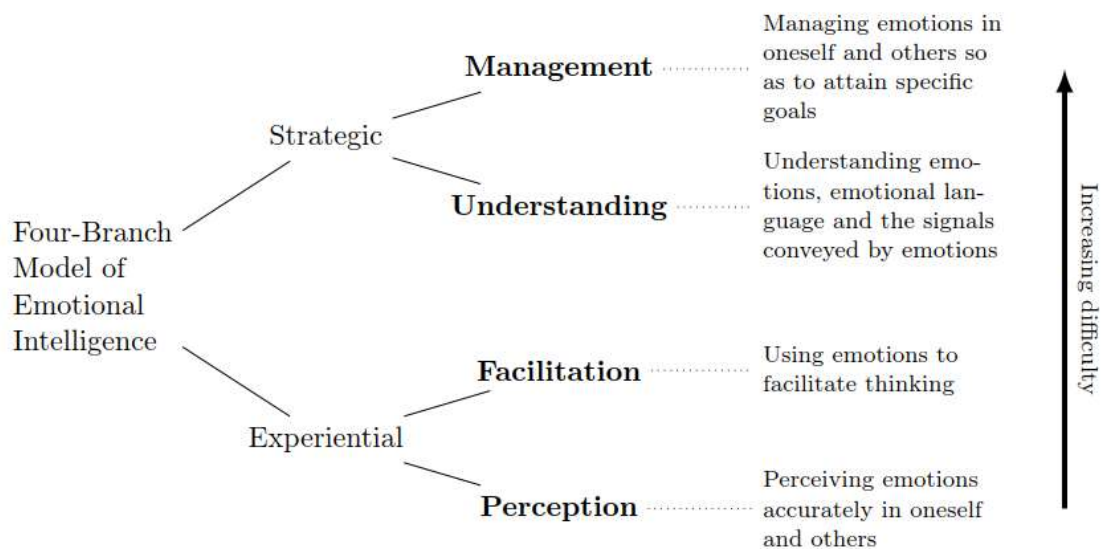 Management
Managing emotions in
oneself and others so
as to attain specific
goals
Strategic
Understanding
Understanding emo-
tions, emotional lan-
guage and the signals
conveyed by emotions
Four-Branch
Model of
Emotional
Intelligence
Facilitation
Using emotions to
facilitate thinking
Experiential
Perception
Perceiving emotions
accurately in oneself
and others
Increasing difficulty